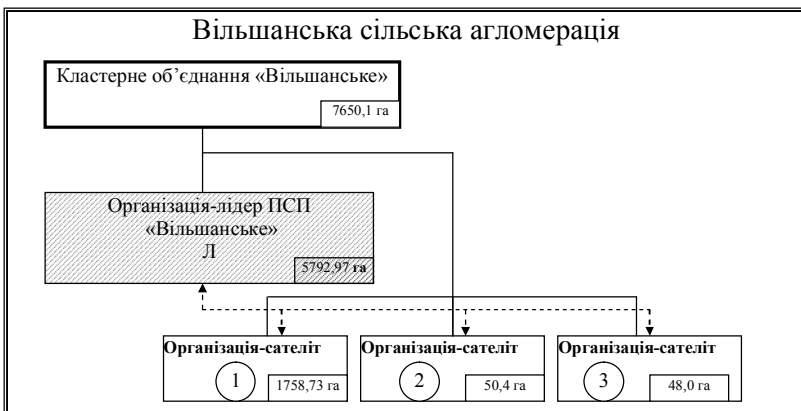 Вільшанська сільська агломерація
Кластерне об’єднання «Вільшанське»
7650,1 га
Організація-лідер ПСП
«Вільшанське»
Л
5792,97 га
Організація-сателіт
1
1758,73 га
Організація-сателіт
2
50,4 га
Організація-сателіт
3
48,0 га